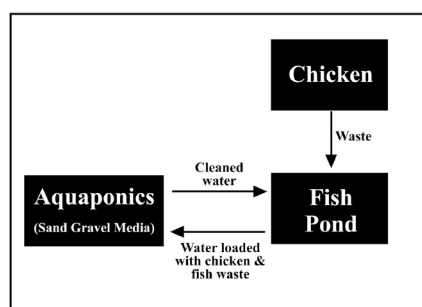 Chicken
Waste
Cleaned
water
Aquaponics
(Sand Gravel Media)
Fish
Pond
Water loaded
with chicken &
fish waste